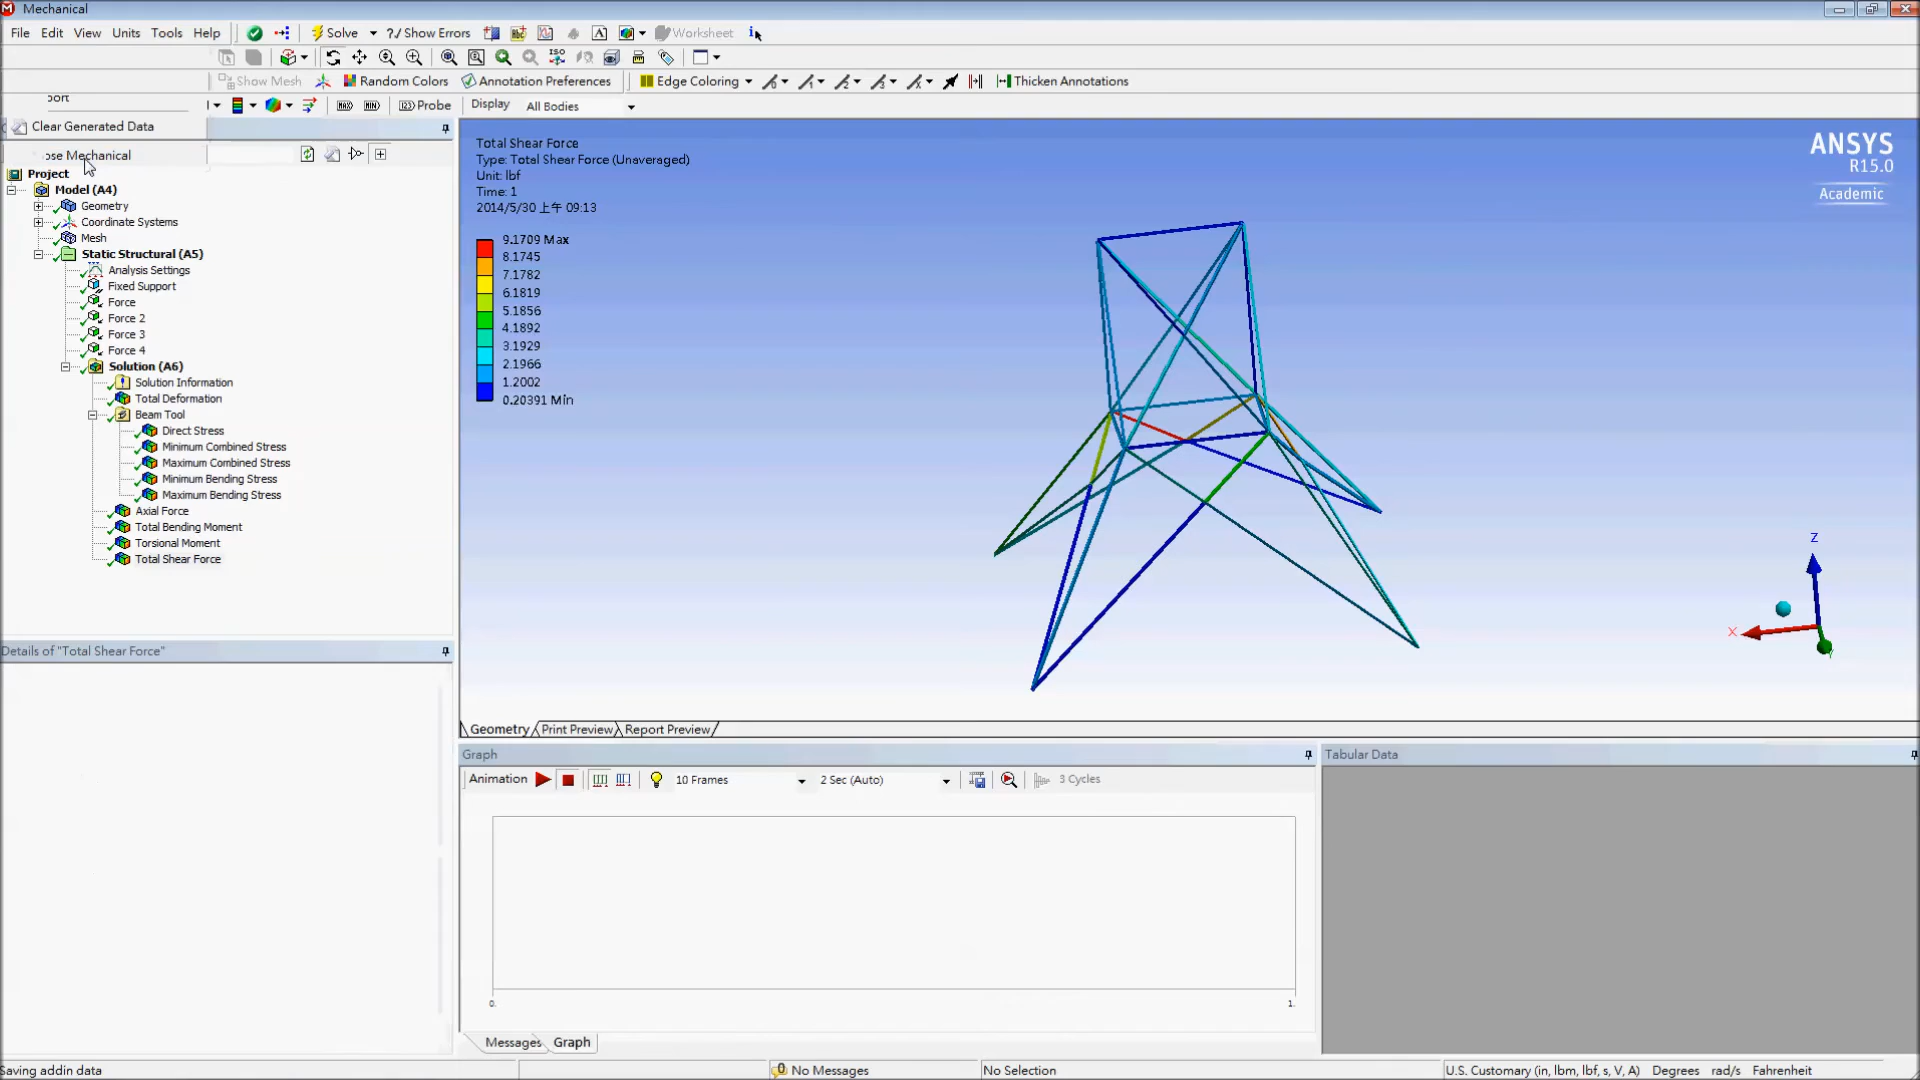 Mechanical
File Edit View Units Tools Help Solve ?/ Show Errors Worksheet
Show Mesh Random Colors Annotation Preferences Edge Coloring Thicken Annotations
port
MAX MIN Probe Display All Bodies
Clear Generated Data
ose Mechanical
Project
Model (A4)
Geometry
Coordinate Systems
Mesh
Static Structural (A5)
Analysis Settings
Fixed Support
Force
Force 2
Force 3
Force 4
Solution (A6)
Solution Information
Total Deformation
Beam Tool
Direct Stress
Minimum Combined Stress
Maximum Combined Stress
Minimum Bending Stress
Maximum Bending Stress
Axial Force
Total Bending Moment
Torsional Moment
Total Shear Force
Details of "Total Shear Force"
Total Shear Force
Type: Total Shear Force (Unaveraged)
Unit: lbf
Time: 1
2014/5/30 上午 09:13
9.1709 Max
8.1745
7.1782
6.1819
5.1856
4.1892
3.1929
2.1966
1.2002
0.20391 Min
ANSYS
R15.0
Academic
Z
X
Geometry Print Preview Report Preview
Graph
Animation 10 Frames 2 Sec (Auto) 3 Cycles
0. 1.
Messages Graph
Tabular Data
Saving addin data No Messages No Selection U.S. Customary (in, lbm, lbf, s, V, A) Degrees rad/s Fahrenheit